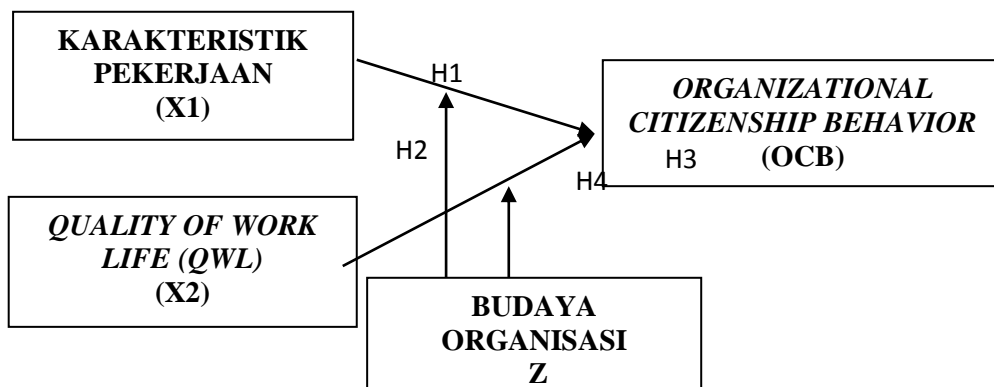 KARAKTERISTIK
PEKERJAAN
(X1)
H1
ORGANIZATIONAL
CITIZENSHIP BEHAVIOR
(OCB)
H2
H3
H4
QUALITY OF WORK
LIFE (QWL)
(X2)
BUDAYA
ORGANISASI
Z